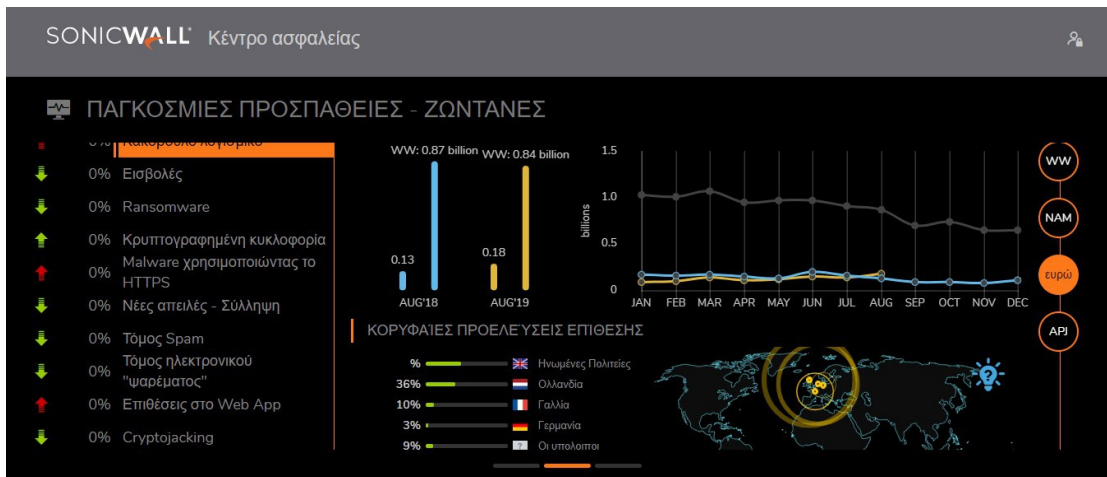 SONICWALL Κέντρο ασφαλείας
ΠΑΓΚΟΣΜΙΕΣ ΠΡΟΣΠΑΘΕΙΕΣ - ΖΩΝΤΑΝΕΣ
0% Κακόβουλο λογισμικό
0% Εισβολές
0% Ransomware
0% Κρυπτογραφημένη κυκλοφορία
0% Malware χρησιμοποιώντας το
HTTPS
0% Νέες απειλές - Σύλληψη
0% Τόμος Spam
0% Τόμος ηλεκτρονικού
"ψαρέματος"
0% Επιθέσεις στο Web App
0% Cryptojacking
WW: 0.87 billion WW: 0.84 billion
0.13 0.18
AUG'18 AUG'19
billions
1.5
1.0
0.5
0
JAN FEB MAR APR MAY JUN JUL AUG SEP OCT NOV DEC
WW
NAM
ευρώ
APJ
ΚΟΡΥΦΑΊΕΣ ΠΡΟΕΛΕΎΣΕΙΣ ΕΠΙΘΕΣΗΣ
% Ηνωμένες Πολιτείες
36% Ολλανδία
10% Γαλλία
3% Γερμανία
9% ? Οι υπολοιποι
?